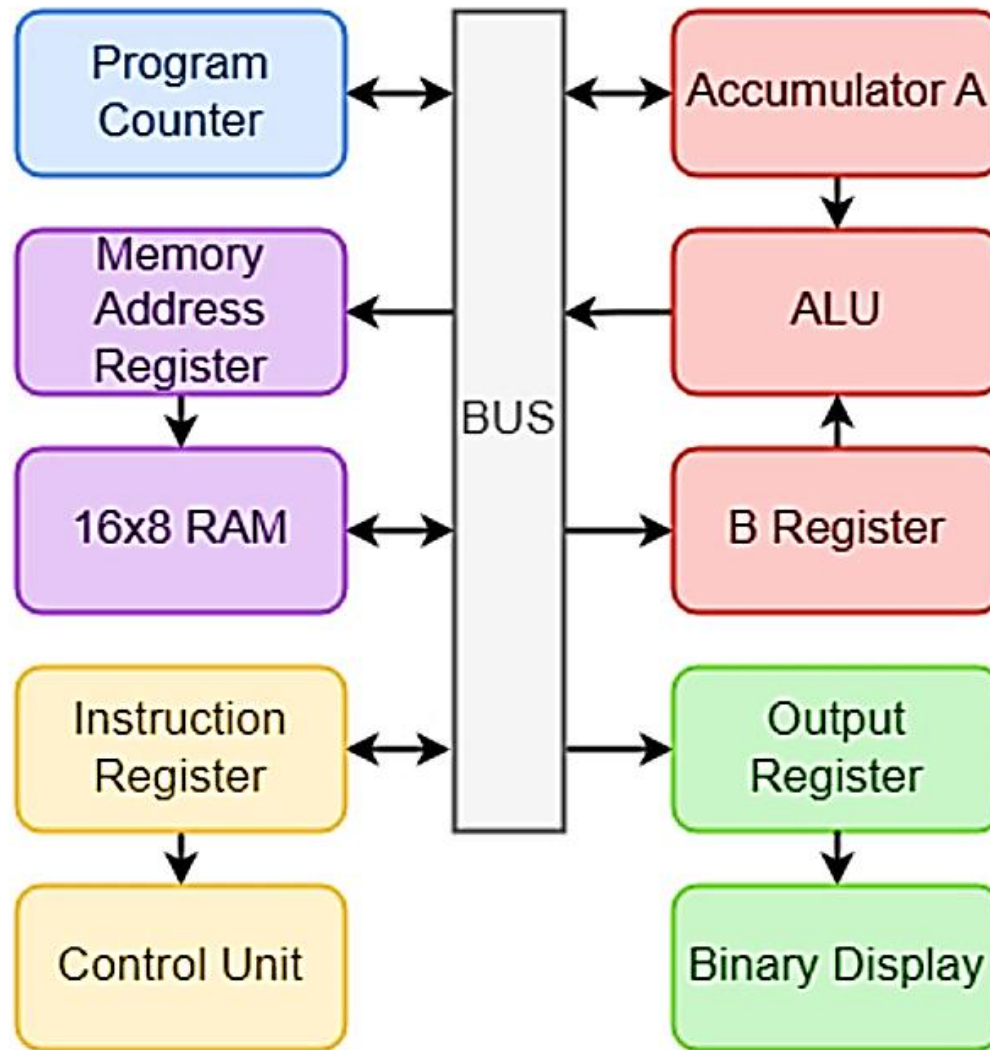 Program
Counter
Accumulator A
Memory
Address
Register
ALU
BUS
16x8 RAM
B Register
Instruction
Register
Output
Register
Control Unit
Binary Display